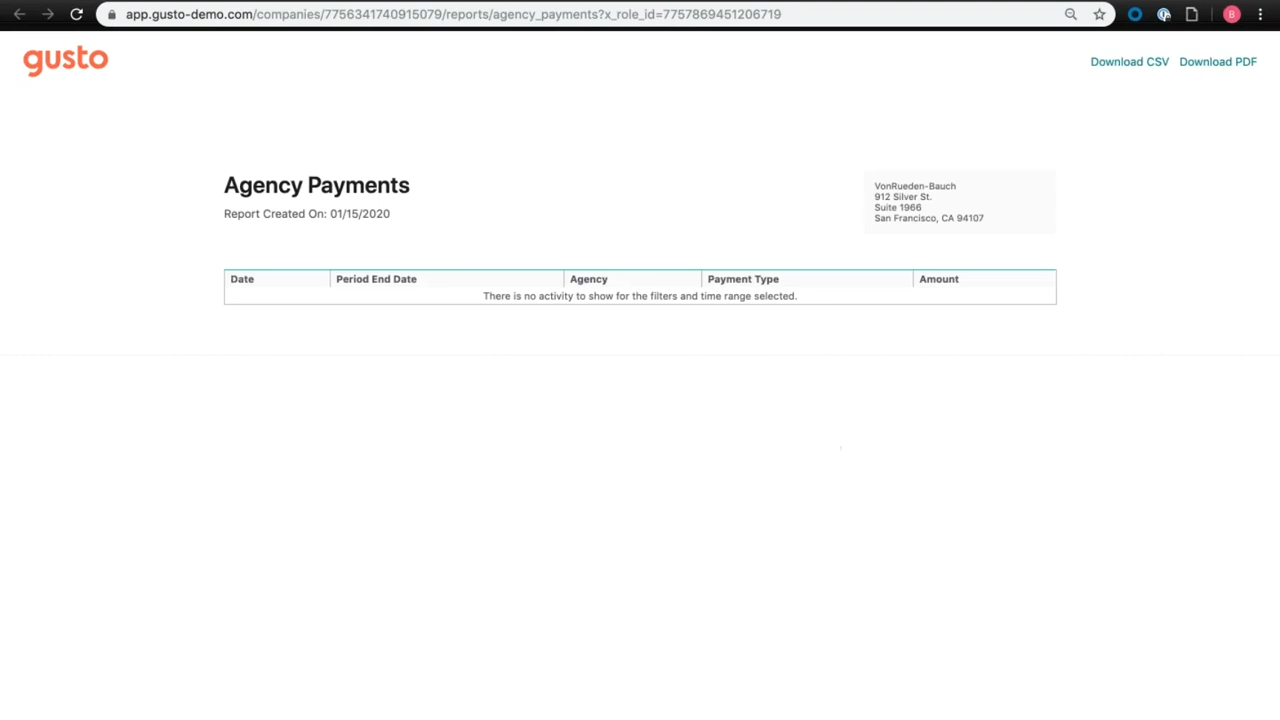 app.gusto-demo.com/companies/7756341740915079/reports/agency_payments?x_role_id=7757869451206719
B
gusto
Download CSV Download PDF
Agency Payments
Report Created On: 01/15/2020
VonRueden-Bauch
912 Silver St.
Suite 1966
San Francisco, CA 94107
Date Period End Date Agency Payment Type Amount
There is no activity to show for the filters and time range selected.